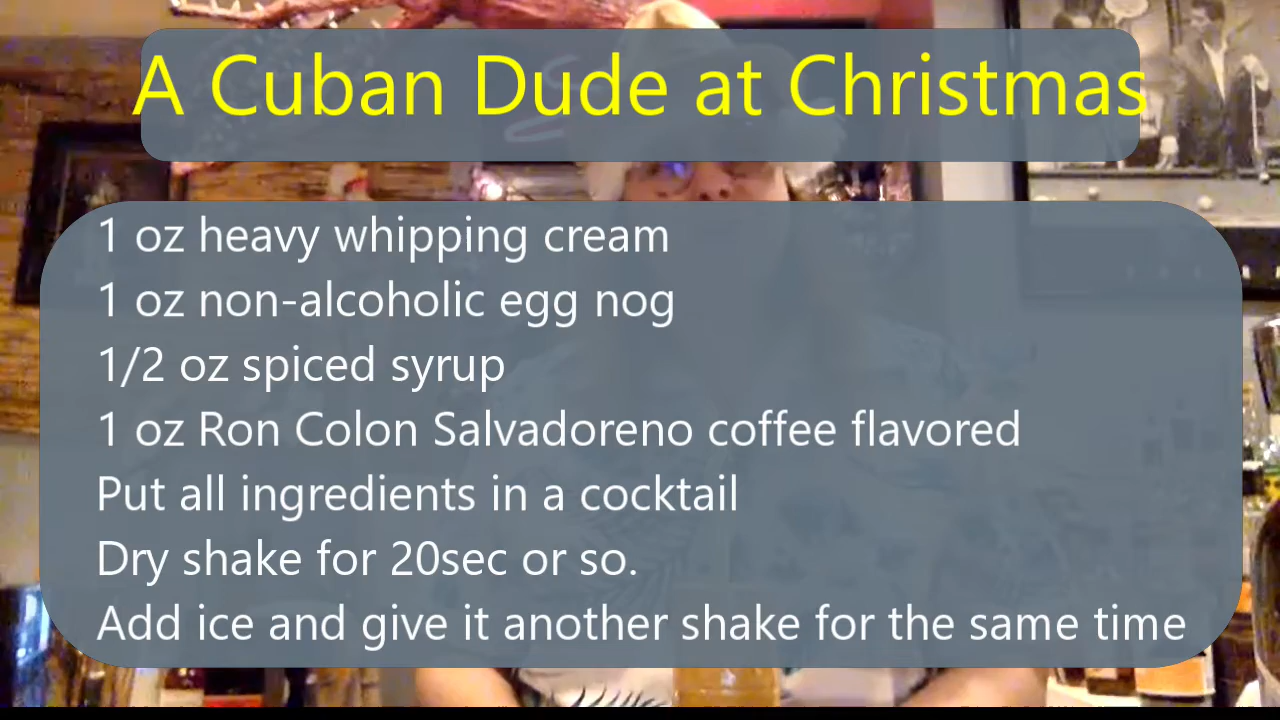 A Cuban Dude at Christmas
1 oz heavy whipping cream
1 oz non-alcoholic egg nog
1/2 oz spiced syrup
1 oz Ron Colon Salvadoreno coffee flavored
Put all ingredients in a cocktail
Dry shake for 20sec or so.
Add ice and give it another shake for the same time